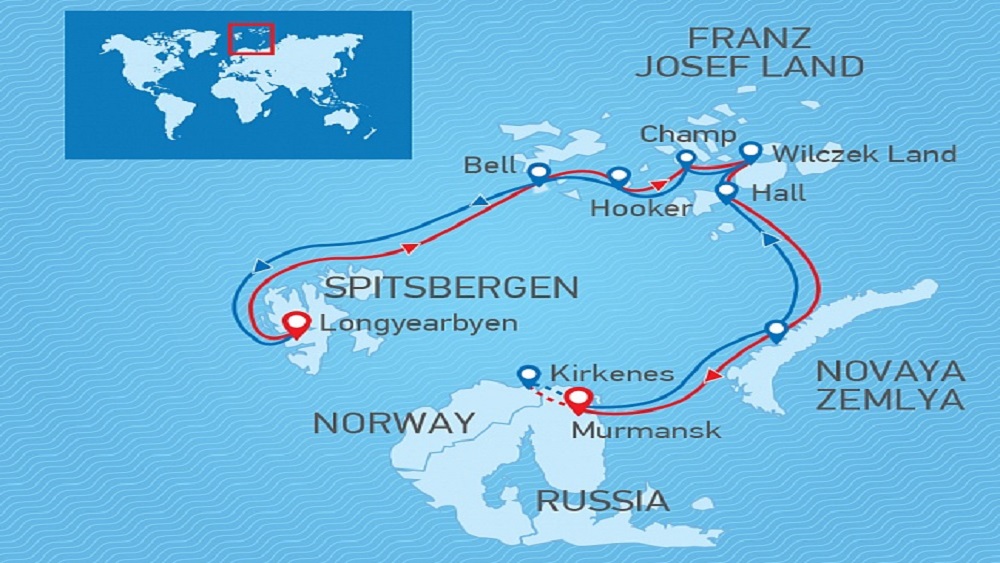 FRANZ
JOSEF LAND
Champ
Bell
Wilczek Land
Hooker
Hall
SPITSBERGEN
Longyearbyen
Kirkenes
NOVAYA
ZEMLYA
NORWAY
Murmansk
RUSSIA